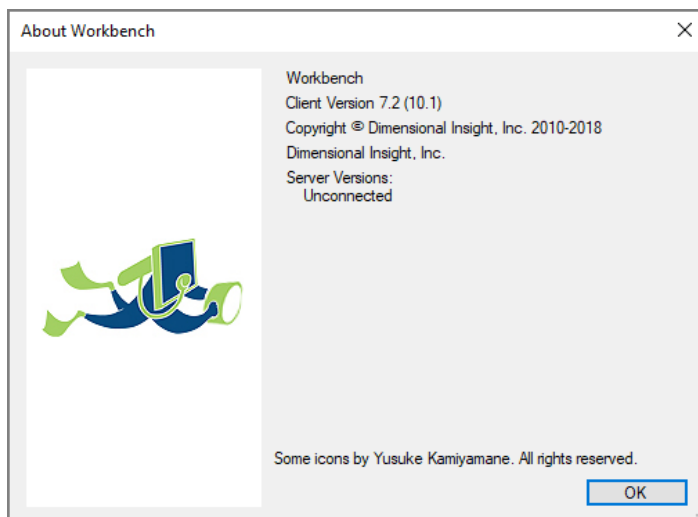 About Workbench
Workbench
Client Version 7.2 (10.1)
Copyright © Dimensional Insight, Inc. 2010-2018
Dimensional Insight, Inc.
Server Versions:
Unconnected
Some icons by Yusuke Kamiyamane. All rights reserved.
OK